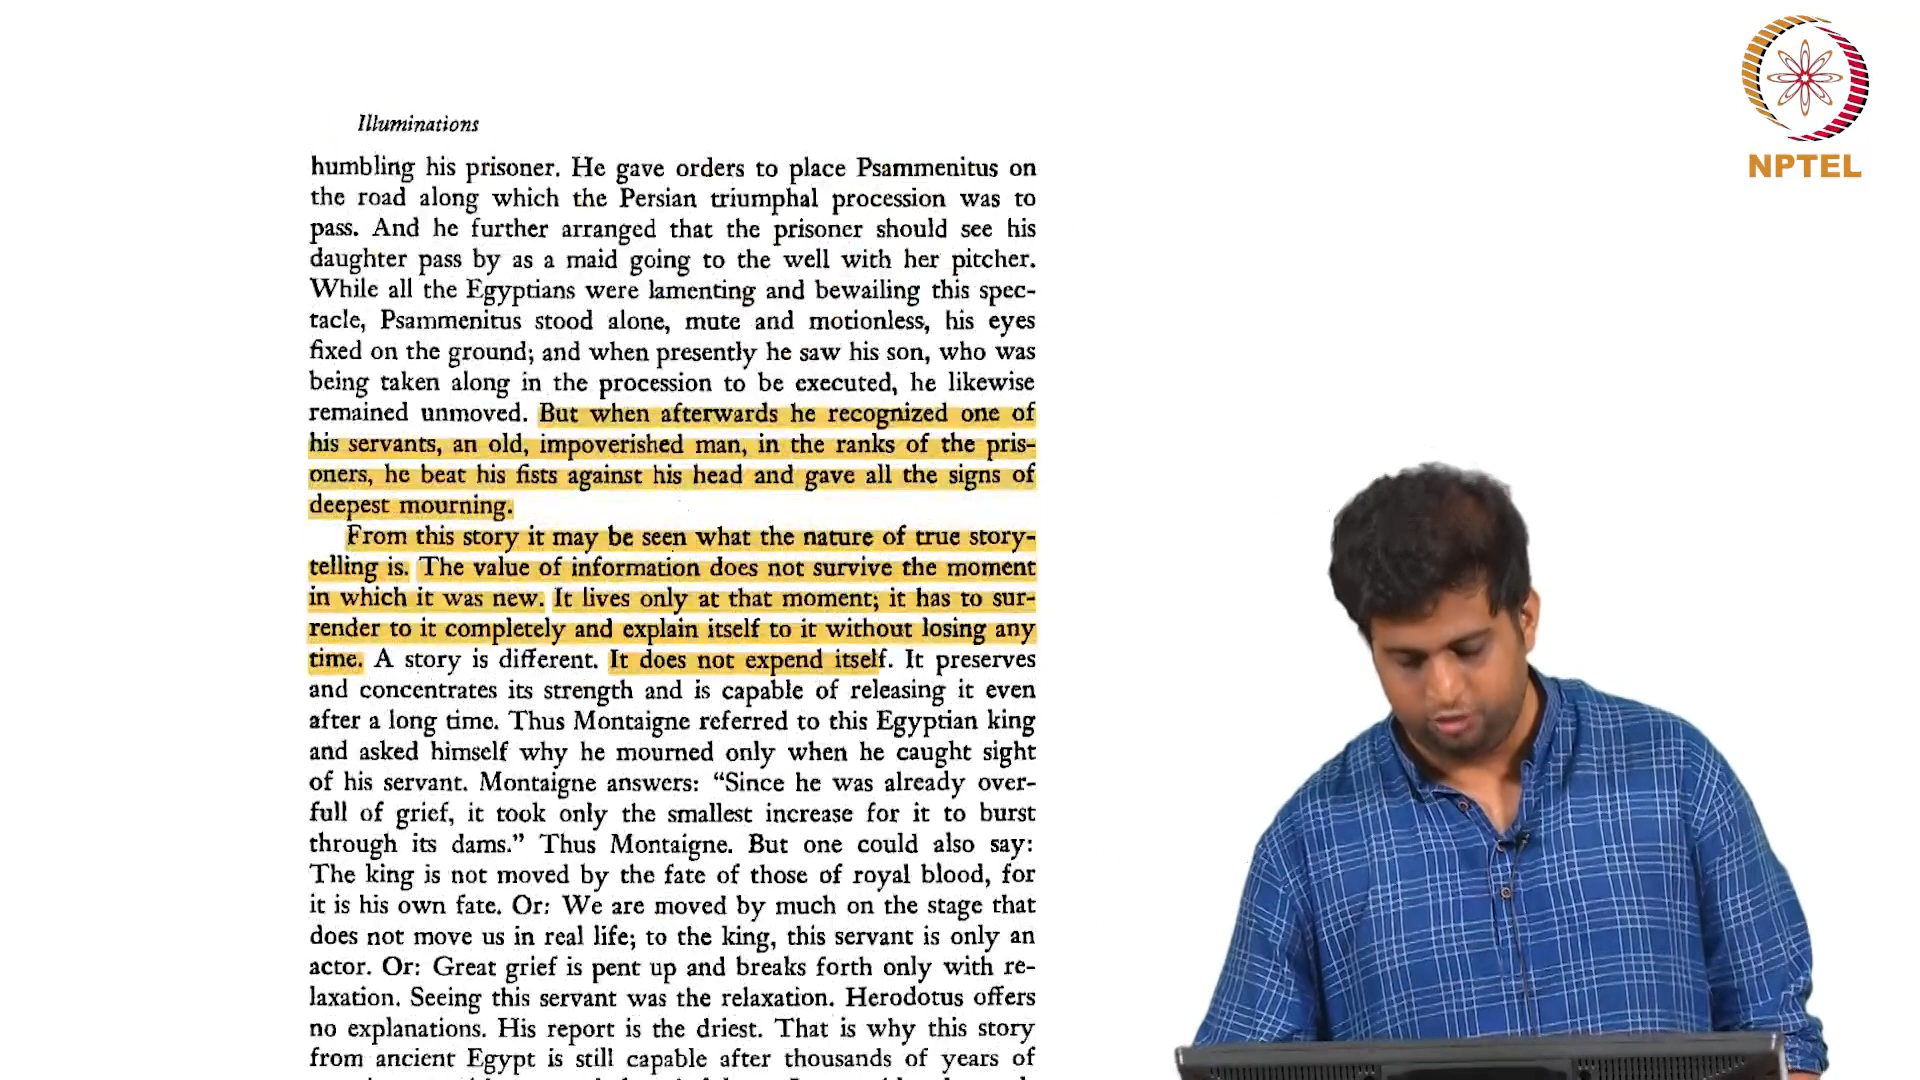 Illuminations
humbling his prisoner. He gave orders to place Psammenitus on
the road along which the Persian triumphal procession was to
pass. And he further arranged that the prisoner should see his
daughter pass by as a maid going to the well with her pitcher.
While all the Egyptians were lamenting and bewailing this spec-
tacle, Psammenitus stood alone, mute and motionless, his eyes
fixed on the ground; and when presently he saw his son, who was
being taken along in the procession to be executed, he likewise
remained unmoved. But when afterwards he recognized one of
his servants, an old, impoverished man, in the ranks of the pris-
oners, he beat his fists against his head and gave all the signs of
deepest mourning.
From this story it may be seen what the nature of true story-
telling is. The value of information does not survive the moment
in which it was new. It lives only at that moment; it has to sur-
render to it completely and explain itself to it without losing any
time. A story is different. It does not expend itself. It preserves
and concentrates its strength and is capable of releasing it even
after a long time. Thus Montaigne referred to this Egyptian king
and asked himself why he mourned only when he caught sight
of his servant. Montaigne answers: “Since he was already over-
full of grief, it took only the smallest increase for it to burst
through its dams.” Thus Montaigne. But one could also say:
The king is not moved by the fate of those of royal blood, for
it is his own fate. Or: We are moved by much on the stage that
does not move us in real life; to the king, this servant is only an
actor. Or: Great grief is pent up and breaks forth only with re-
laxation. Seeing this servant was the relaxation. Herodotus offers
no explanations. His report is the driest. That is why this story
from ancient Egypt is still capable after thousands of years of
NPTEL